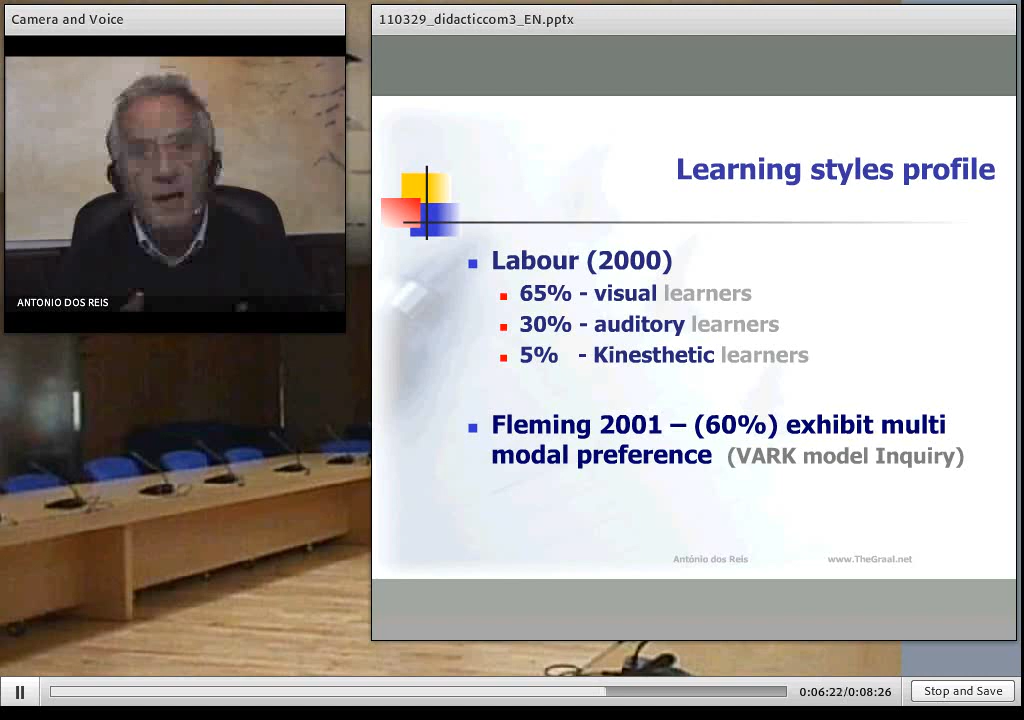 Camera and Voice
ANTONIO DOS REIS
110329_didacticcom3_EN.pptx
Learning styles profile
Labour (2000)
65% - visual learners
30% - auditory learners
5% - Kinesthetic learners
Fleming 2001 – (60%) exhibit multi
modal preference (VARK model Inquiry)
António dos Reis www.TheGraal.net
0:06:22/0:08:26
Stop and Save